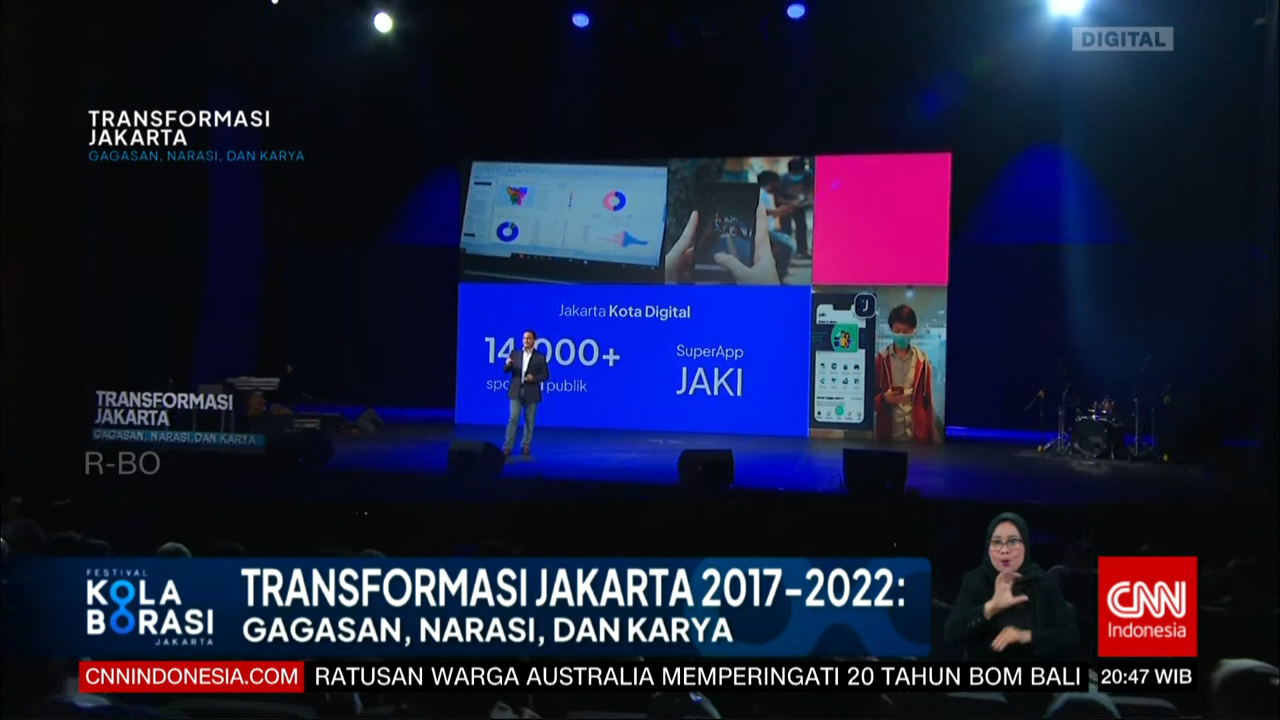 DIGITAL
TRANSFORMASI
JAKARTA
GAGASAN, NARASI, DAN KARYA
Jakarta Kota Digital
000+
publik
SuperApp
JAKI
TRANSFORMASI
JAKARTA
GAGASAN, NARASI, DAN KARYA
R-BO
FESTIVAL
KOLA
BORASI
JAKARTA
TRANSFORMASI JAKARTA 2017-2022:
GAGASAN, NARASI, DAN KARYA
CNN
Indonesia
CNNINDONESIA.COM
RATUSAN WARGA AUSTRALIA MEMPERINGATI 20 TAHUN BOM BALI
20:47 WIB